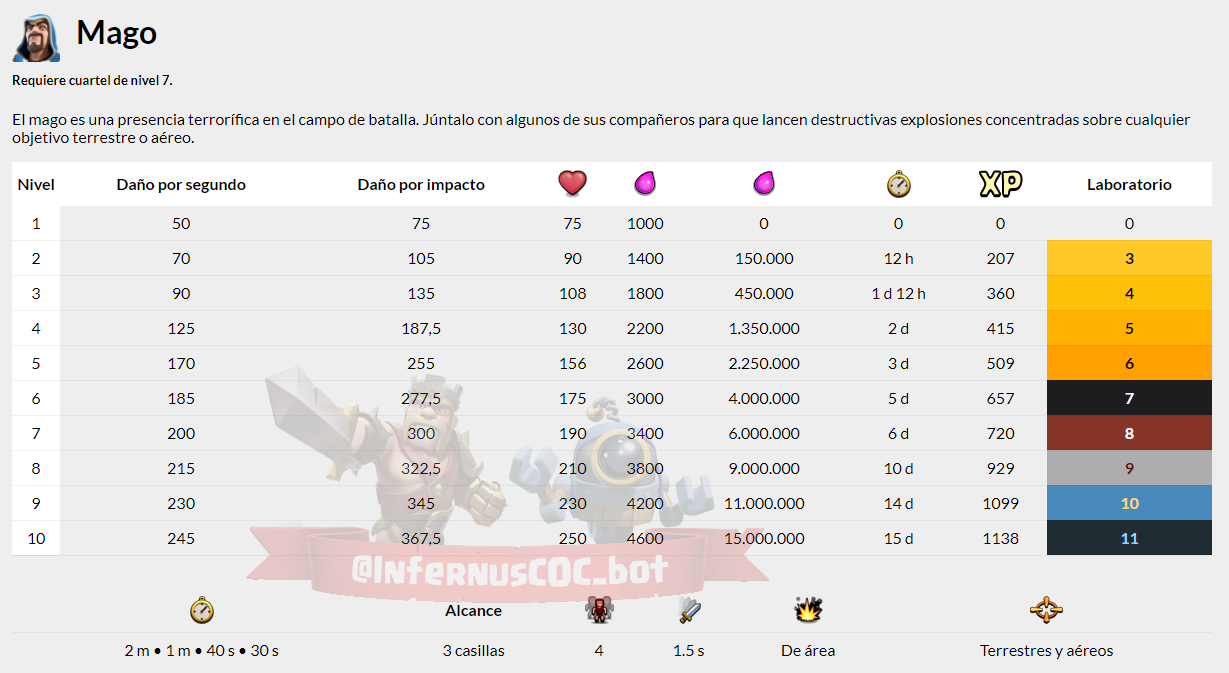 Mago
Requiere cuartel de nivel 7.
El mago es una presencia terrorífica en el campo de batalla. Júntalo con algunos de sus compañeros para que lancen destructivas explosiones concentradas sobre cualquier
objetivo terrestre o aéreo.
Nivel Daño por segundo Daño por impacto XP Laboratorio
1 50 75 75 1000 0 0 0 0
2 70 105 90 1400 150.000 12 h 207 3
3 90 135 108 1800 450.000 1 d 12 h 360 4
4 125 187,5 130 2200 1.350.000 2 d 415 5
5 170 255 156 2600 2.250.000 3 d 509 6
6 185 277,5 175 3000 4.000.000 5 d 657 7
7 200 300 190 3400 6.000.000 6 d 720 8
8 215 322,5 210 3800 9.000.000 10 d 929 9
9 230 345 230 4200 11.000.000 14 d 1099 10
10 245 367,5 250 4600 15.000.000 15 d 1138 11
@InfernusCOC_bot
Alcance
2 m • 1 m • 40 s • 30 s 3 casillas 4 1.5 s De área Terrestres y aéreos